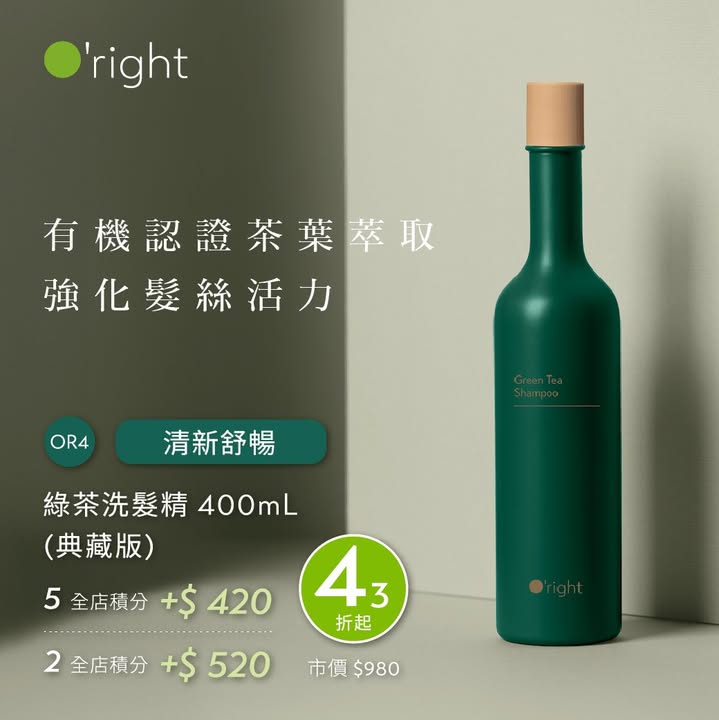 O'right
有機認證茶葉萃取
強化髮絲活力
Green Tea
Shampoo
OR4
清新舒暢
綠茶洗髮精 400mL
(典藏版)
5 全店積分 +$ 420
2 全店積分 +$ 520
43
折起
市價 $980
O'right